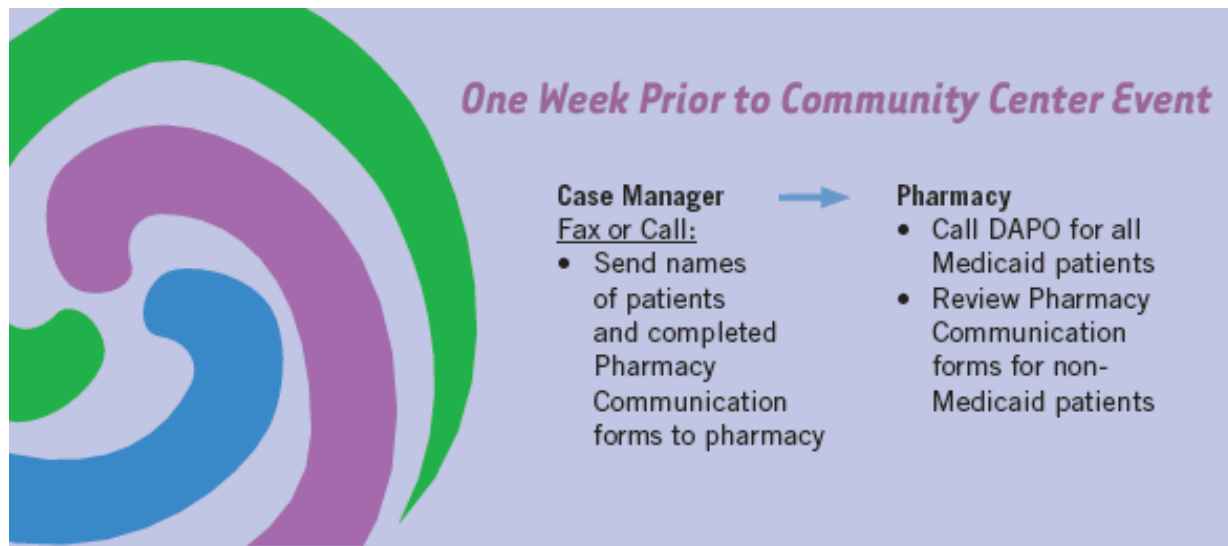 One Week Prior to Community Center Event
Case Manager
Fax or Call:
• Send names
of patients
and completed
Pharmacy
Communication
forms to pharmacy
Pharmacy
• Call DAPO for all
Medicaid patients
• Review Pharmacy
Communication
forms for non-
Medicaid patients